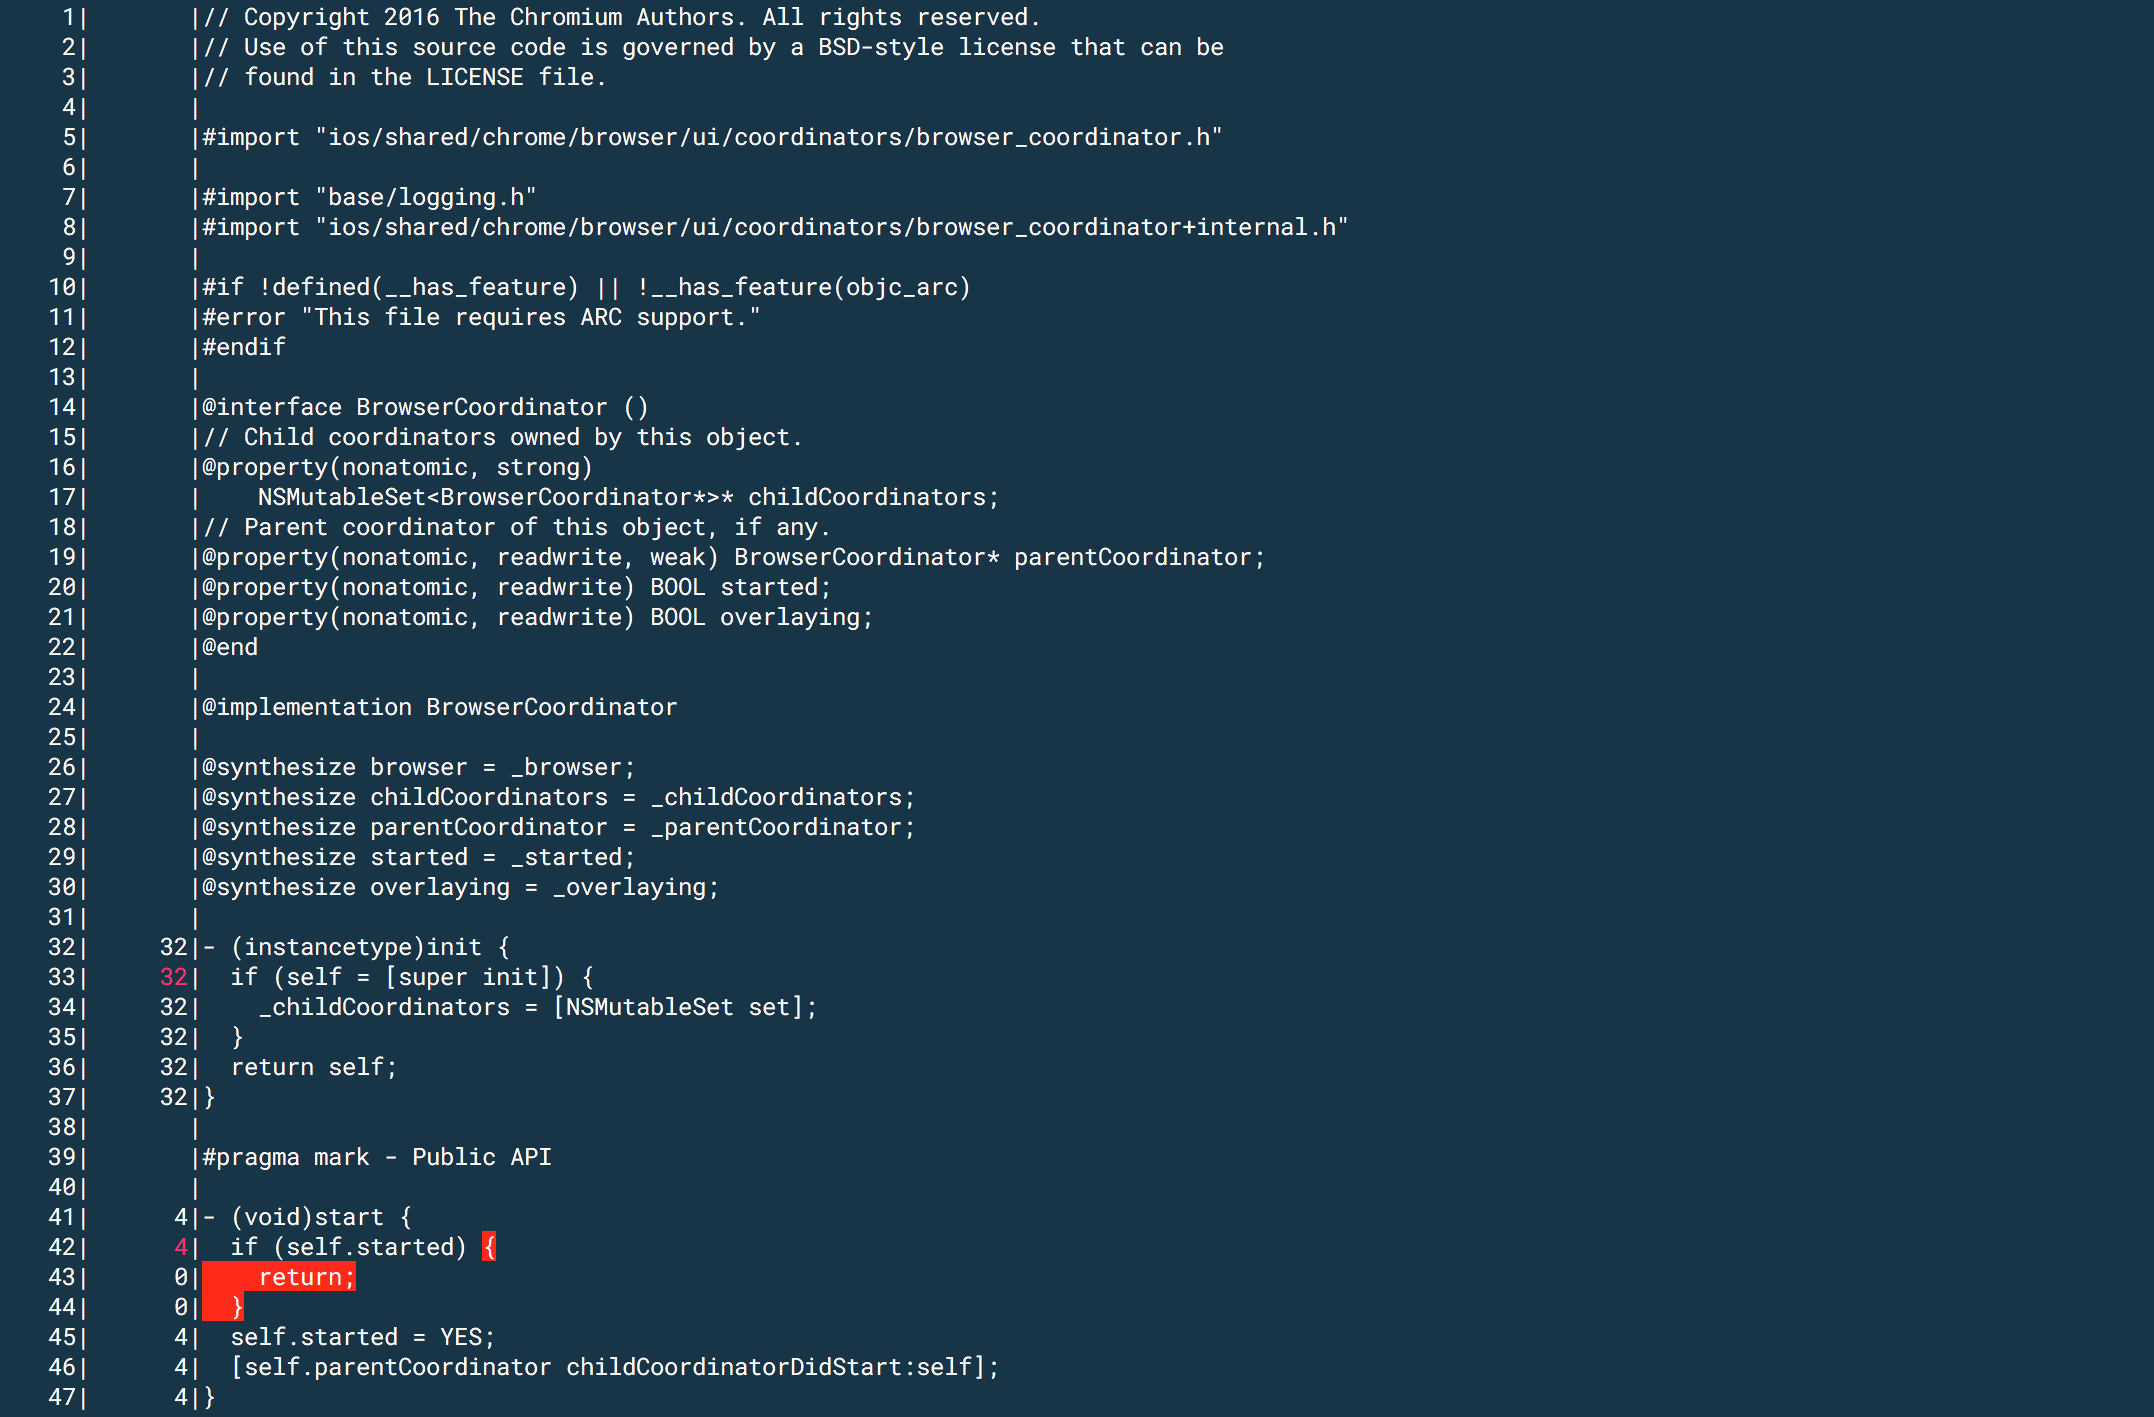 1|       |// Copyright 2016 The Chromium Authors. All rights reserved.
2|       |// Use of this source code is governed by a BSD-style license that can be
3|       |// found in the LICENSE file.
4|       |
5|       |#import "ios/shared/chrome/browser/ui/coordinators/browser_coordinator.h"
6|       |
7|       |#import "base/logging.h"
8|       |#import "ios/shared/chrome/browser/ui/coordinators/browser_coordinator+internal.h"
9|       |
10|       |#if !defined(__has_feature) || !__has_feature(objc_arc)
11|       |#error "This file requires ARC support."
12|       |#endif
13|       |
14|       |@interface BrowserCoordinator ()
15|       |// Child coordinators owned by this object.
16|       |@property(nonatomic, strong)
17|       |    NSMutableSet<BrowserCoordinator*>* childCoordinators;
18|       |// Parent coordinator of this object, if any.
19|       |@property(nonatomic, readwrite, weak) BrowserCoordinator* parentCoordinator;
20|       |@property(nonatomic, readwrite) BOOL started;
21|       |@property(nonatomic, readwrite) BOOL overlaying;
22|       |@end
23|       |
24|       |@implementation BrowserCoordinator
25|       |
26|       |@synthesize browser = _browser;
27|       |@synthesize childCoordinators = _childCoordinators;
28|       |@synthesize parentCoordinator = _parentCoordinator;
29|       |@synthesize started = _started;
30|       |@synthesize overlaying = _overlaying;
31|       |
32|     32|- (instancetype)init {
33|     32|  if (self = [super init]) {
34|     32|    _childCoordinators = [NSMutableSet set];
35|     32|  }
36|     32|  return self;
37|     32|}
38|       |
39|       |#pragma mark - Public API
40|       |
41|      4|- (void)start {
42|      4|  if (self.started) {
43|      0|    return;
44|      0|  }
45|      4|  self.started = YES;
46|      4|  [self.parentCoordinator childCoordinatorDidStart:self];
47|      4|}